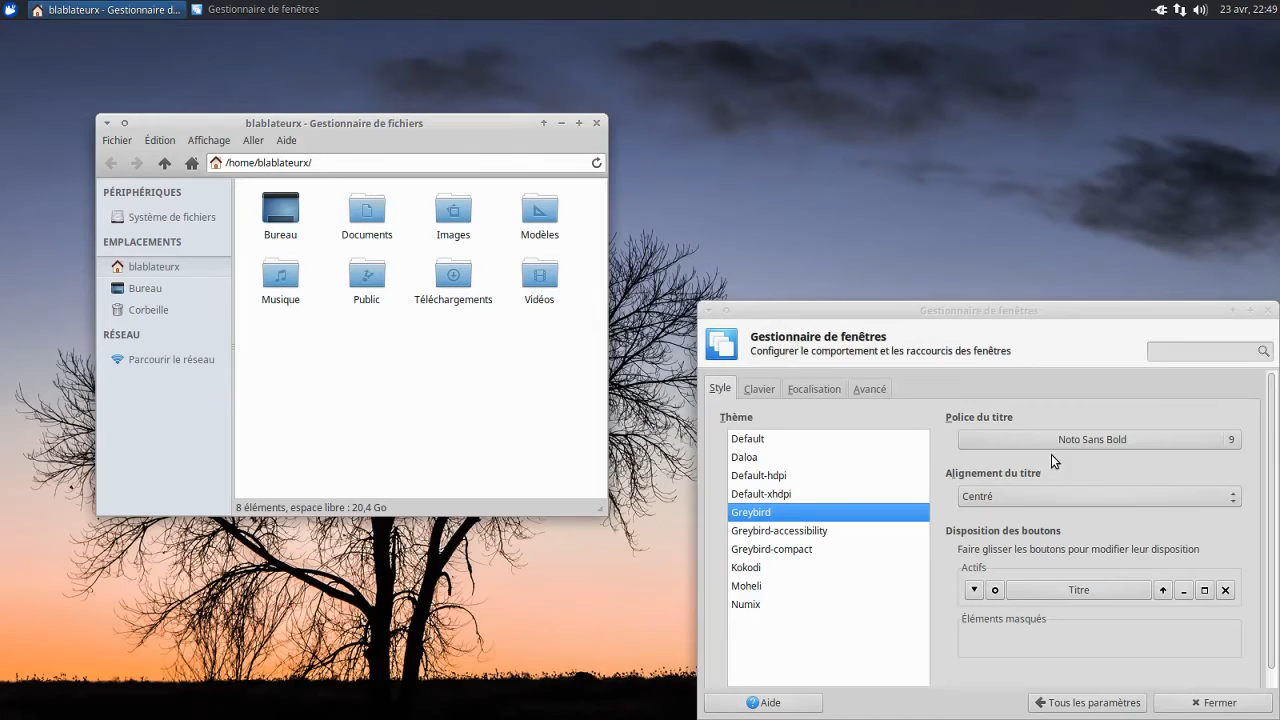 blablateurx - Gestionnaire d...
Gestionnaire de fenêtres
23 avr, 22:49
blablateurx - Gestionnaire de fichiers
Fichier Édition Affichage Aller Aide
/home/blablateurx/
PÉRIPHÉRIQUES
Système de fichiers
EMPLACEMENTS
blablateurx
Bureau
Corbeille
RÉSEAU
Parcourir le réseau
Bureau Documents Images Modèles
Musique Public Téléchargements Vidéos
8 éléments, espace libre : 20,4 Go
Gestionnaire de fenêtres
Gestionnaire de fenêtres
Configurer le comportement et les raccourcis des fenêtres
Style Clavier Focalisation Avancé
Thème
Default
Daloa
Default-hdpi
Default-xhdpi
Greybird
Greybird-accessibility
Greybird-compact
Kokodi
Moheli
Numix
Police du titre
Noto Sans Bold 9
Alignement du titre
Centré
Disposition des boutons
Faire glisser les boutons pour modifier leur disposition
Actifs
Titre
Éléments masqués
Aide
Tous les paramètres
Fermer